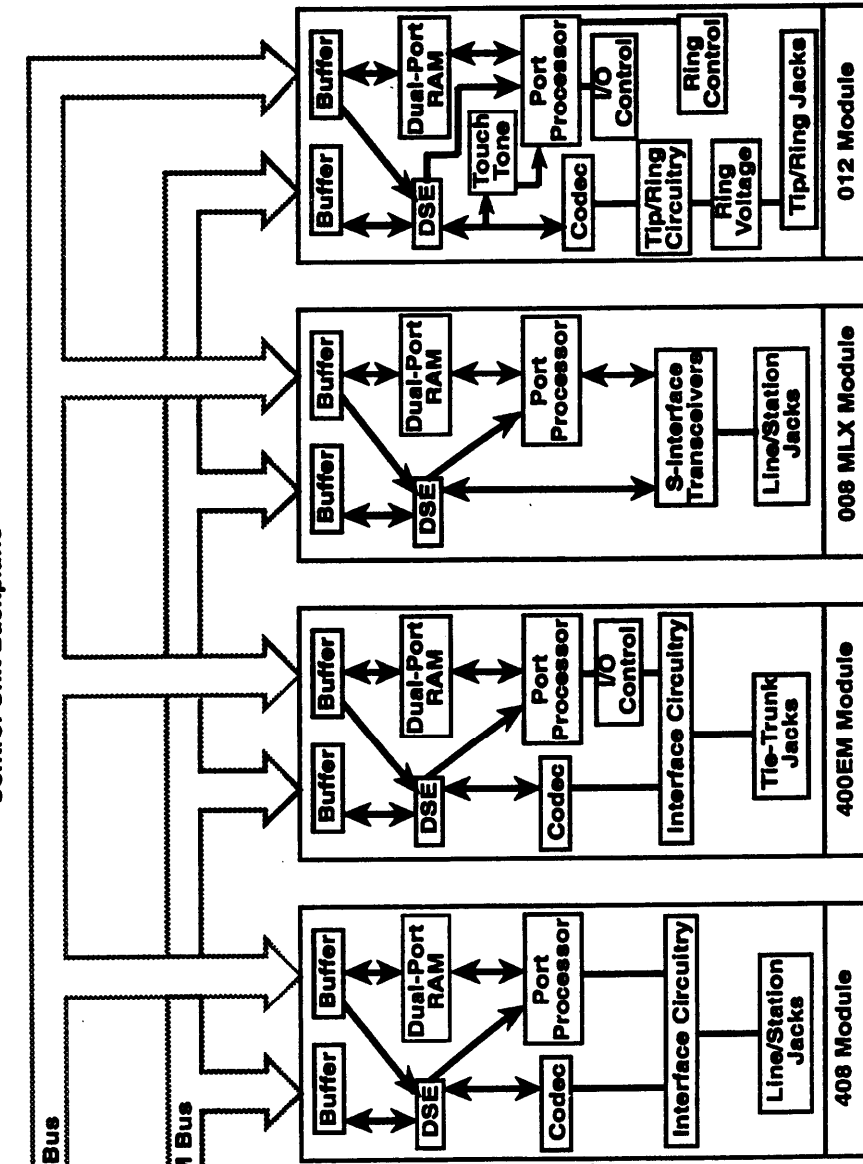 Bus
M Bus
Buffer
Buffer
DSE
Dual-Port
RAM
Codec
Port
Processor
Interface Circuitry
Line/Station
Jacks
408 Module
Buffer
Buffer
DSE
Dual-Port
RAM
Codec
Port
Processor
I/O
Control
Interface Circuitry
Tie-Trunk
Jacks
400EM Module
Buffer
Buffer
DSE
Dual-Port
RAM
Port
Processor
S-Interface
Transceivers
Line/Station
Jacks
008 MLX Module
Buffer
Buffer
DSE
Dual-Port
RAM
Touch
Tone
Port
Processor
Codec
I/O
Control
Tip/Ring
Circuitry
Ring
Control
Ring
Voltage
Tip/Ring Jacks
012 Module